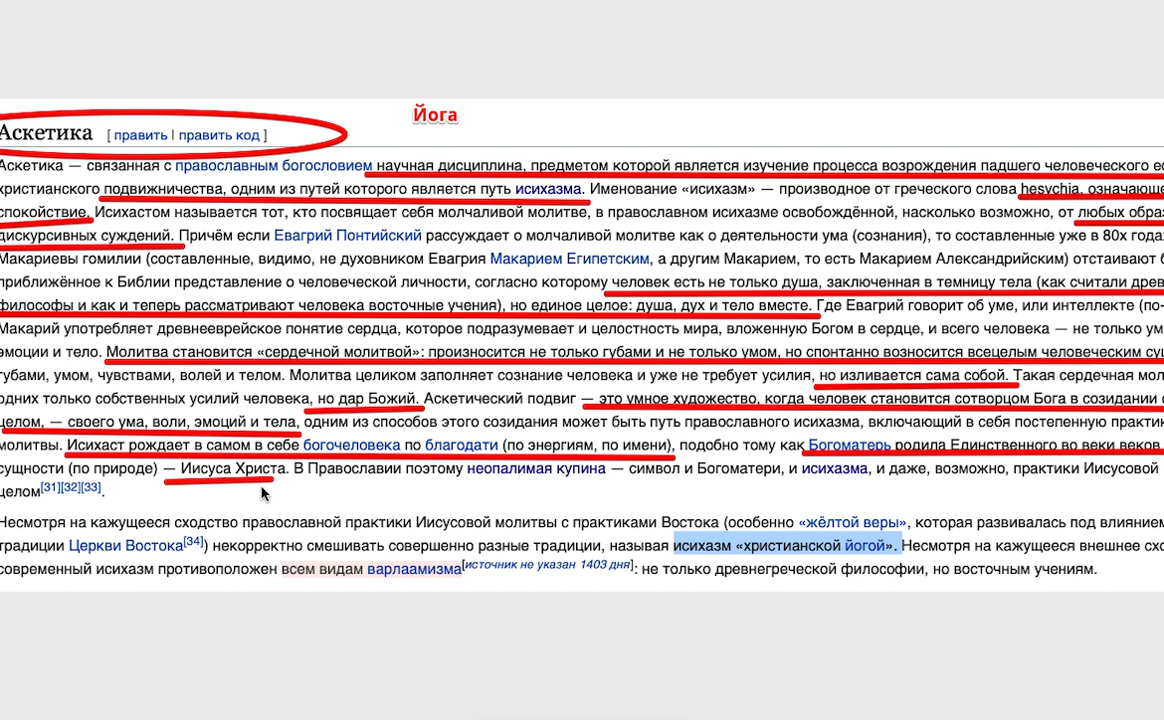 Йога
Аскетика [ править | править код ]
Аскетика — связанная с православным богословием научная дисциплина, предметом которой является изучение процесса возрождения падшего человеческого ес
христианского подвижничества, одним из путей которого является путь исихазма. Именование «исихазм» — производное от греческого слова hesychia, означающе
спокойствие. Исихастом называется тот, кто посвящает себя молчаливой молитве, в православном исихазме освобождённой, насколько возможно, от любых обра
дискурсивных суждений. Причём если Евагрий Понтийский рассуждает о молчаливой молитве как о деятельности ума (сознания), то составленные уже в 80х года
Макариевы гомилии (составленные, видимо, не духовником Евагрия Макарием Египетским, а другим Макарием, то есть Макарием Александрийским) отстаивают б
приближённое к Библии представление о человеческой личности, согласно которому человек есть не только душа, заключенная в темницу тела (как считали древ
философы и как и теперь рассматривают человека восточные учения), но единое целое: душа, дух и тело вместе. Где Евагрий говорит об уме, или интеллекте (по-
Макарий употребляет древнееврейское понятие сердца, которое подразумевает и целостность мира, вложенную Богом в сердце, и всего человека — не только ум
эмоции и тело. Молитва становится «сердечной молитвой»: произносится не только губами и не только умом, но спонтанно возносится всецелым человеческим су
губами, умом, чувствами, волей и телом. Молитва целиком заполняет сознание человека и уже не требует усилия, но изливается сама собой. Такая сердечная мол
одних только собственных усилий человека, но дар Божий. Аскетический подвиг — это умное художество, когда человек становится сотворцом Бога в созидании с
целом, — своего ума, воли, эмоций и тела, одним из способов этого созидания может быть путь православного исихазма, включающий в себя постепенную практик
молитвы. Исихаст рождает в самом в себе богочеловека по благодати (по энергиям, по имени), подобно тому как Богоматерь родила Единственного во веки веков
сущности (по природе) — Иисуса Христа. В Православии поэтому неопалимая купина — символ и Богоматери, и исихазма, и даже, возможно, практики Иисусовой
целом[31][32][33].
Несмотря на кажущееся сходство православной практики Иисусовой молитвы с практиками Востока (особенно «жёлтой веры», которая развивалась под влиянием
традиции Церкви Востока[34]) некорректно смешивать совершенно разные традиции, называя исихазм «христианской йогой». Несмотря на кажущееся внешнее схо
современный исихазм противоположен всем видам варлаамизма[источник не указан 1403 дня]: не только древнегреческой философии, но восточным учениям.